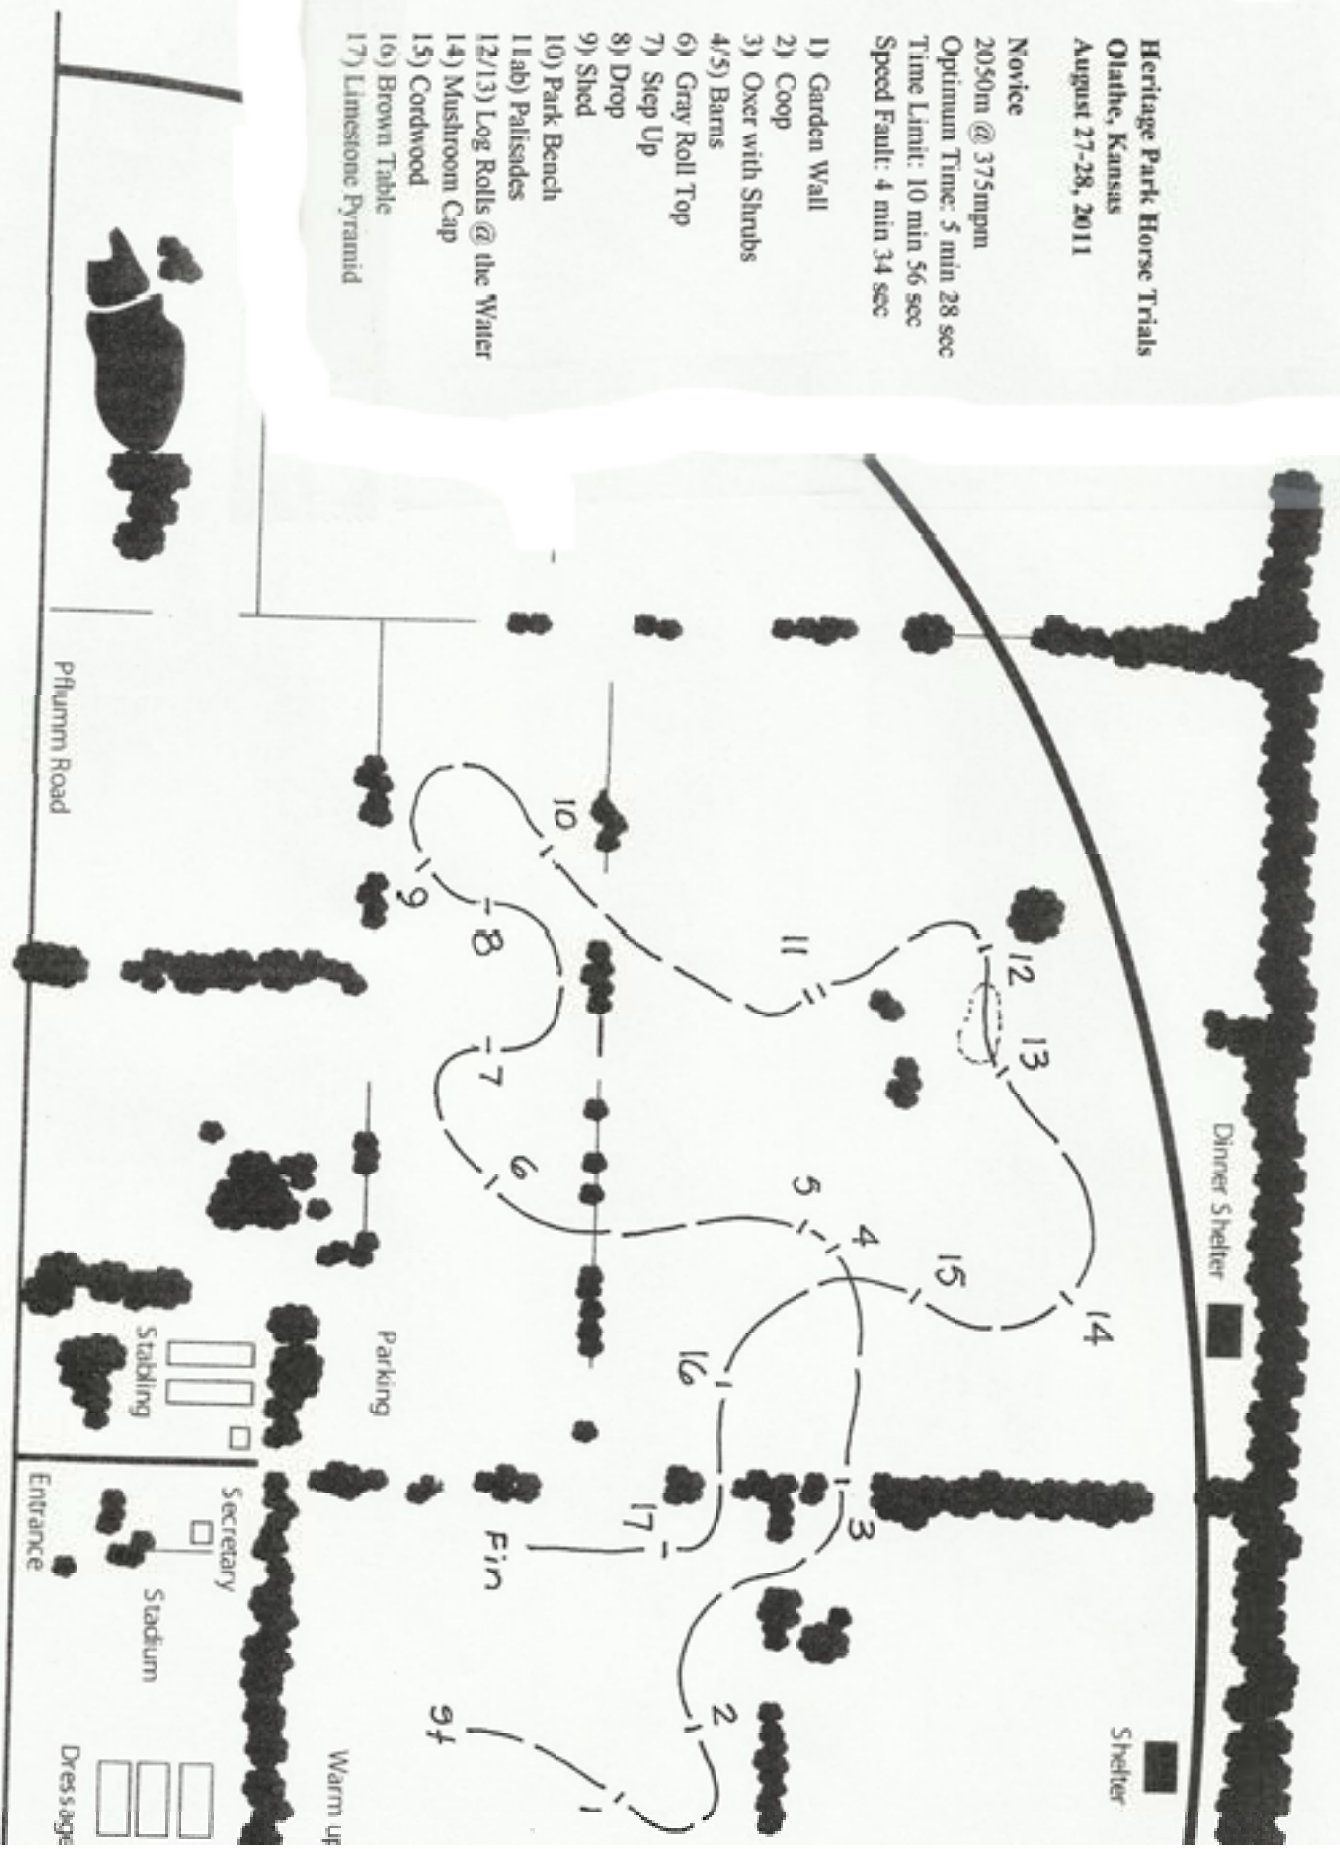 Heritage Park Horse Trials
Olathe, Kansas
August 27-28, 2011
Novice
2050m @ 375mpm
Optimum Time: 5 min 28 sec
Time Limit: 10 min 56 sec
Speed Fault: 4 min 34 sec
1) Garden Wall
2) Coop
3) Oxer with Shrubs
4/5) Barns
6) Gray Roll Top
7) Step Up
8) Drop
9) Shed
10) Park Bench
11ab) Palisades
12/13) Log Rolls @ the Water
14) Mushroom Cap
15) Cordwood
16) Brown Table
17) Limestone Pyramid
Dinner Shelter
Shelter
12
13
14
15
11
4
5
3
16
2
17
10
6
1
8
7
Fin
9
Parking
Warm up
Pflumm Road
Stabling
Secretary
Stadium
Entrance
Dressage